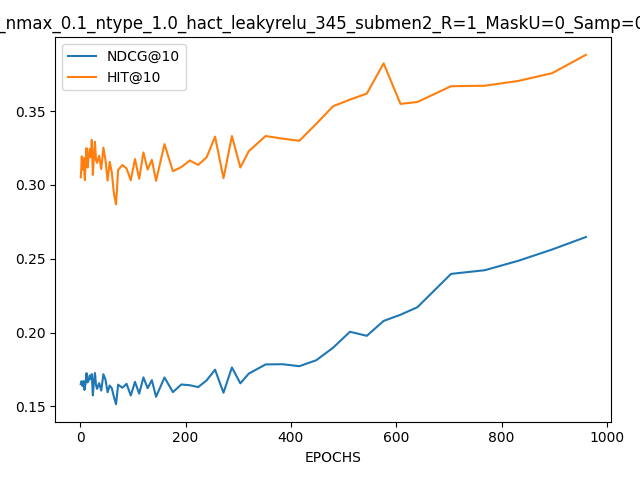 _nmax_0.1_ntype_1.0_hact_leakyrelu_345_submen2_R=1_MaskU=0_Samp=0
NDCG@10
HIT@10
0.35
0.30
0.25
0.20
0.15
0 200 400 600 800 1000
EPOCHS